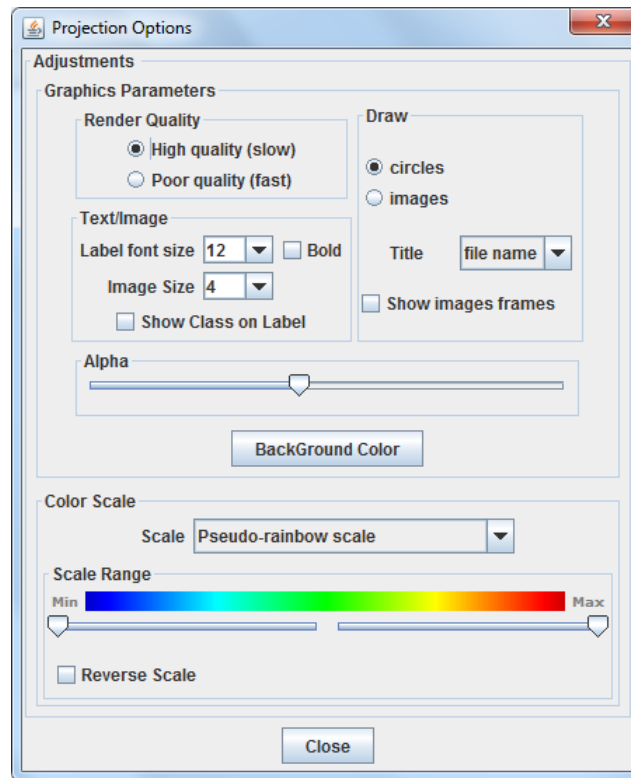 Projection Options
Adjustments
Graphics Parameters
Render Quality
High quality (slow)
Poor quality (fast)
Draw
circles
images
Title file name
Show images frames
Text/Image
Label font size 12 Bold
Image Size 4
Show Class on Label
Alpha
BackGround Color
Color Scale
Scale Pseudo-rainbow scale
Scale Range
Min Max
Reverse Scale
Close